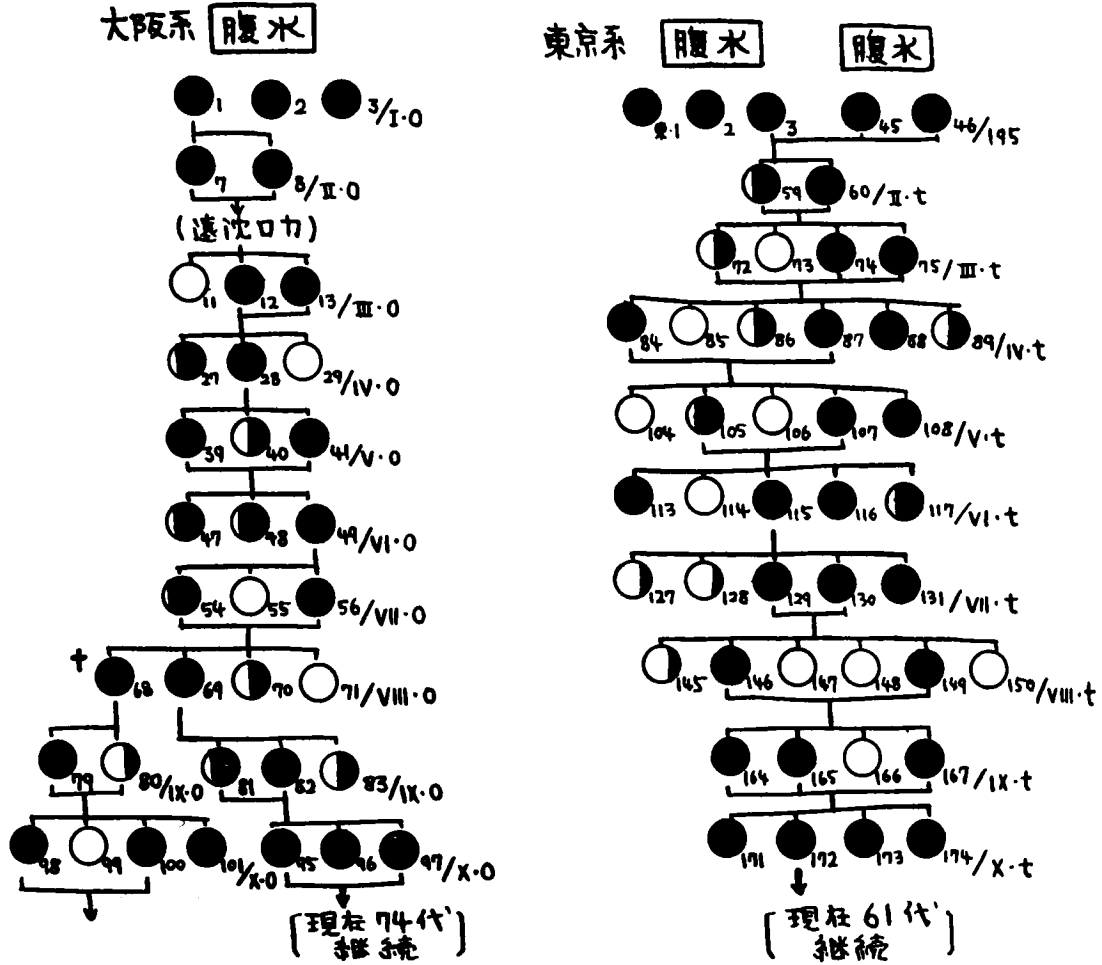 大阪系 腹水
1 2 3/I·0
7 8/II·0
(遠沈ロカ)
11 12 13/III·0
27 28 29/IV·0
39 40 41/V·0
47 48 49/VI·0
54 55 56/VII·0
† 68 69 70 71/VIII·0
79 80/IX·0 81 82 83/IX·0
98 99 100 101/X·0 95 96 97/X·0
[現在74代継続]
東京系 腹水 腹水
東·1 2 3 45 46/195
59 60/II·t
72 73 74 75/III·t
84 85 86 87 88 89/IV·t
104 105 106 107 108/V·t
113 114 115 116 117/VI·t
127 128 129 130 131/VII·t
145 146 147 148 149 150/VIII·t
164 165 166 167/IX·t
171 172 173 174/X·t
[現在 61代
継続]